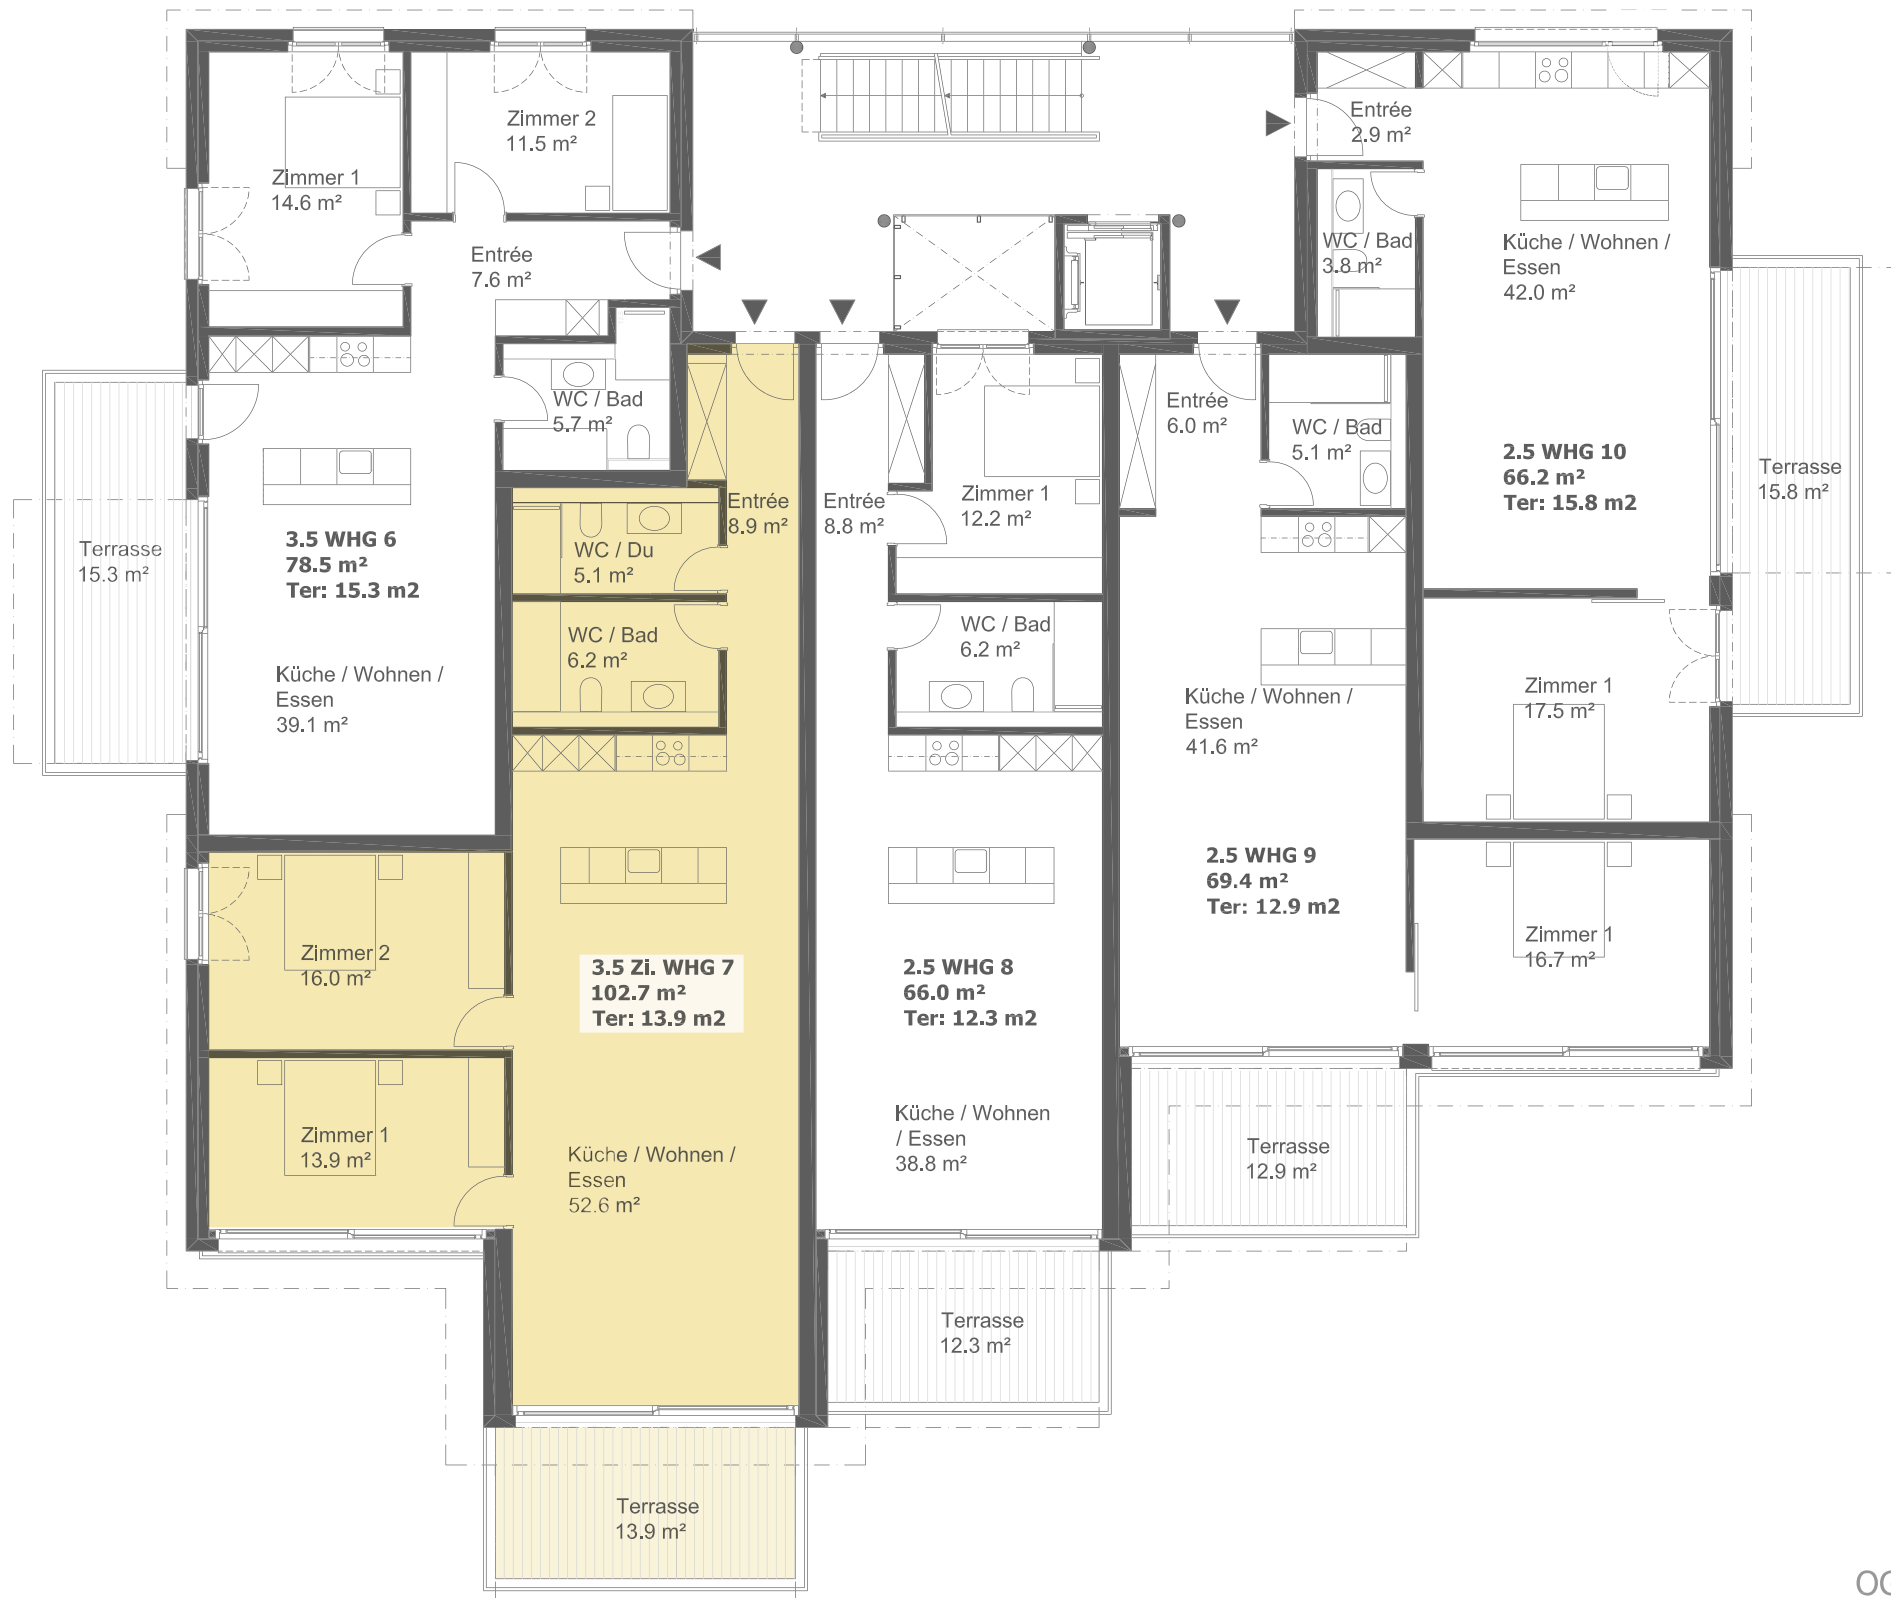 Zimmer 1
14.6 m²
Zimmer 2
11.5 m²
Entrée
7.6 m²
WC / Bad
5.7 m²
3.5 WHG 6
78.5 m²
Ter: 15.3 m2
Terrasse
15.3 m²
Küche / Wohnen /
Essen
39.1 m²
Entrée
8.9 m²
WC / Du
5.1 m²
WC / Bad
6.2 m²
Zimmer 2
16.0 m²
3.5 Zi. WHG 7
102.7 m²
Ter: 13.9 m2
Zimmer 1
13.9 m²
Küche / Wohnen /
Essen
52.6 m²
Terrasse
13.9 m²
Entrée
8.8 m²
Zimmer 1
12.2 m²
WC / Bad
6.2 m²
2.5 WHG 8
66.0 m²
Ter: 12.3 m2
Küche / Wohnen
/ Essen
38.8 m²
Terrasse
12.3 m²
Entrée
6.0 m²
WC / Bad
5.1 m²
Küche / Wohnen /
Essen
41.6 m²
2.5 WHG 9
69.4 m²
Ter: 12.9 m2
Zimmer 1
16.7 m²
Terrasse
12.9 m²
Entrée
2.9 m²
WC / Bad
3.8 m²
Küche / Wohnen /
Essen
42.0 m²
2.5 WHG 10
66.2 m²
Ter: 15.8 m2
Terrasse
15.8 m²
Zimmer 1
17.5 m²